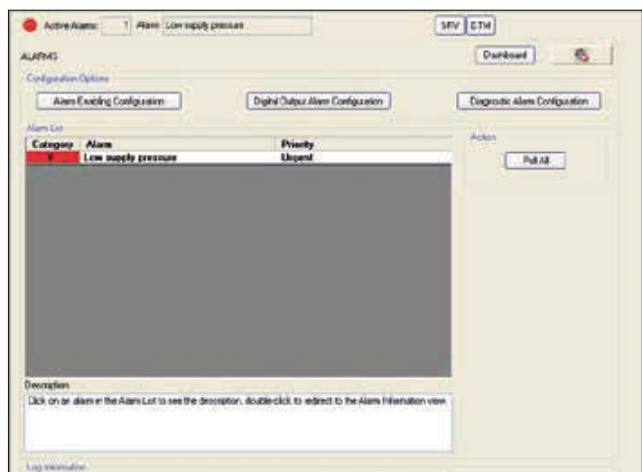 Active Alarms: 1 Alarm Low supply pressure SRV ETM
ALARMS Dashboard
Configuration Options
Alarm Enabling Configuration Digital Output Alarm Configuration Diagnostic Alarm Configuration
Alarm List Action
Category Alarm Priority
Low supply pressure Urgent
Poll All
Description
Click on an alarm in the Alarm List to see the description, double-click to redirect to the Alarm Information view.
Log Information